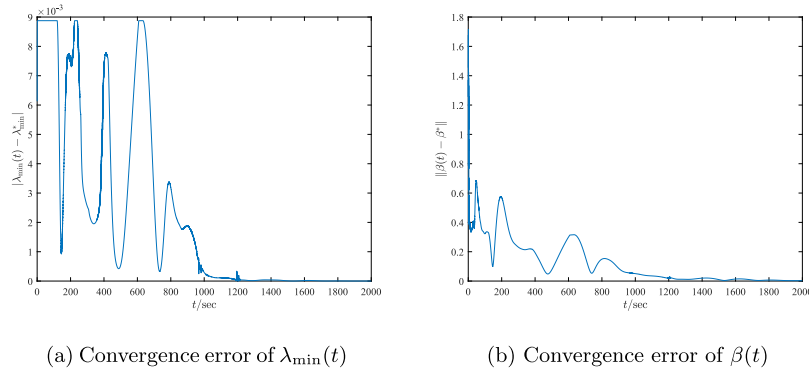 ×10⁻³
9
8
7
6
5
4
3
2
1
0
|λmin(t) − λ*min|
0 200 400 600 800 1000 1200 1400 1600 1800 2000
t/sec
(a) Convergence error of λmin(t)
1.8
1.6
1.4
1.2
1
0.8
0.6
0.4
0.2
0
‖β(t) − β*‖
0 200 400 600 800 1000 1200 1400 1600 1800 2000
t/sec
(b) Convergence error of β(t)